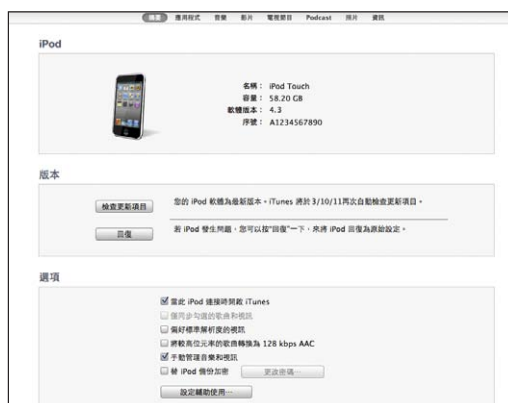 摘要 應用程式 音樂 影片 電視節目 Podcast 照片 資訊
iPod
名稱： iPod Touch
容量： 58.20 GB
軟體版本： 4.3
序號： A1234567890
版本
檢查更新項目
您的 iPod 軟體為最新版本。iTunes 將於 3/10/11再次自動檢查更新項目。
回復
若 iPod 發生問題，您可以按“回復”一下，來將 iPod 回復為原始設定。
選項
當此 iPod 連接時開啟 iTunes
僅同步勾選的歌曲和視訊
偏好標準解析度的視訊
將較高位元率的歌曲轉換為 128 kbps AAC
手動管理音樂和視訊
替 iPod 備份加密 更改密碼⋯
設定輔助使用⋯